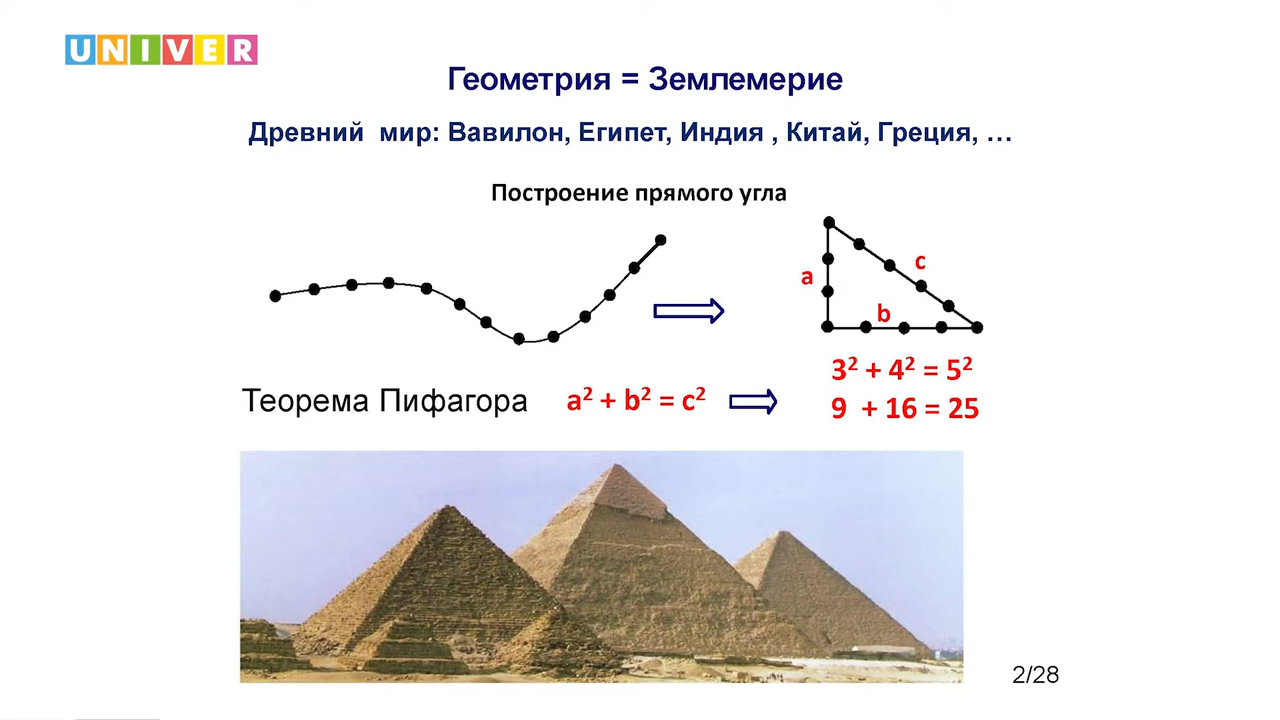 UNIVER
Геометрия = Землемерие
Древний мир: Вавилон, Египет, Индия , Китай, Греция, …
Построение прямого угла
a
c
b
3² + 4² = 5²
Теорема Пифагора a² + b² = c²
9 + 16 = 25
2/28